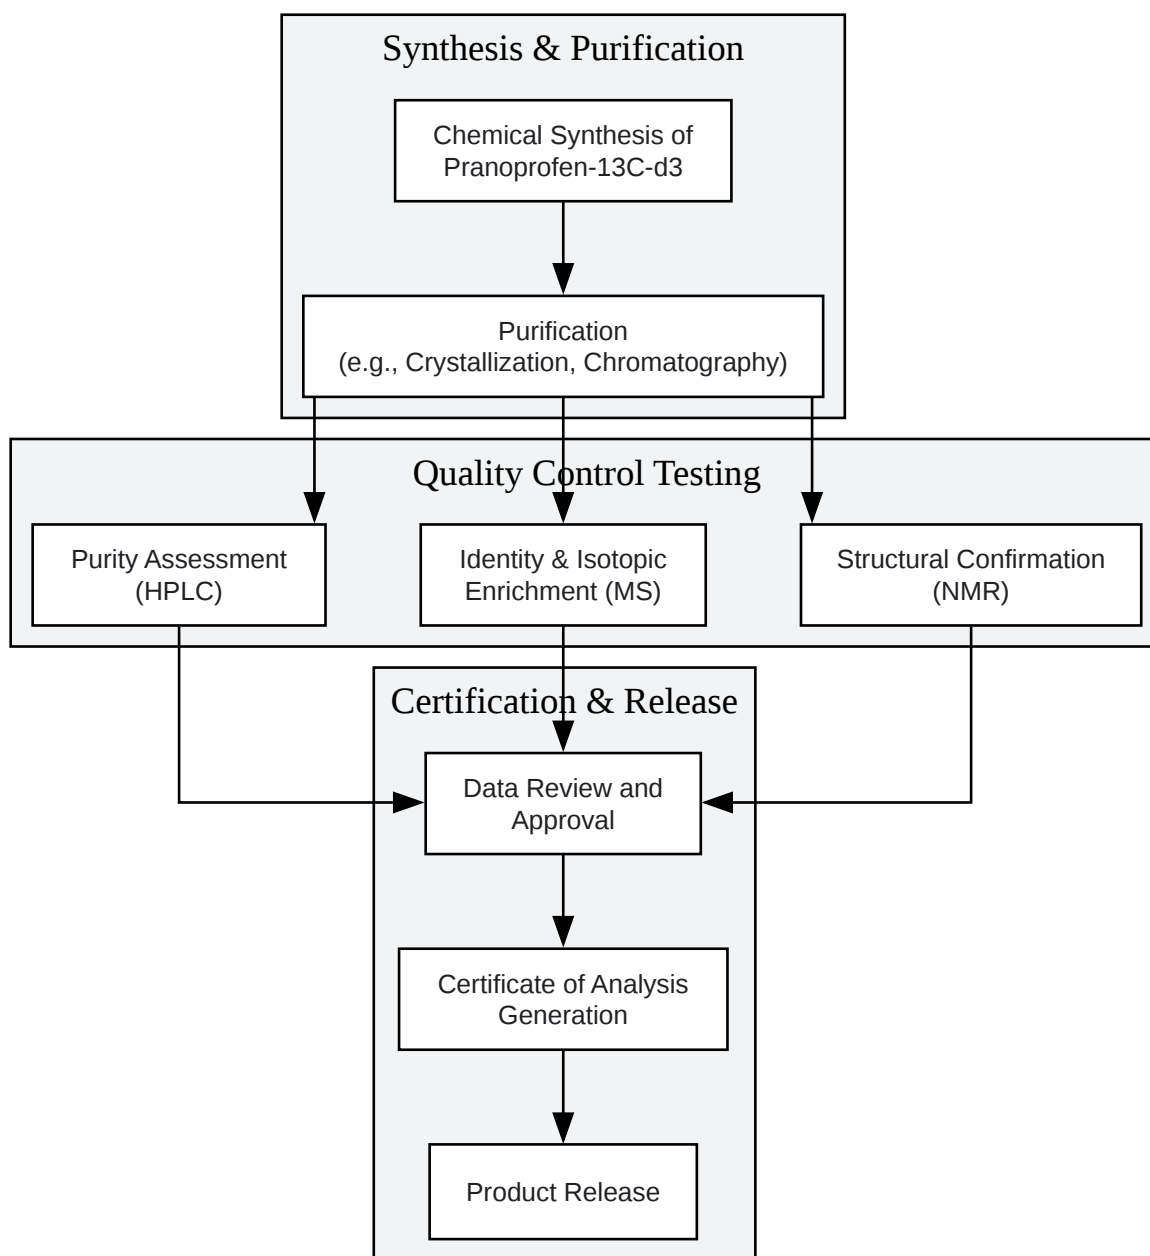 Synthesis & Purification
Chemical Synthesis of
Pranoprofen-13C-d3
Purification
(e.g., Crystallization, Chromatography)
Quality Control Testing
Purity Assessment
(HPLC)
Identity & Isotopic
Enrichment (MS)
Structural Confirmation
(NMR)
Certification & Release
Data Review and
Approval
Certificate of Analysis
Generation
Product Release